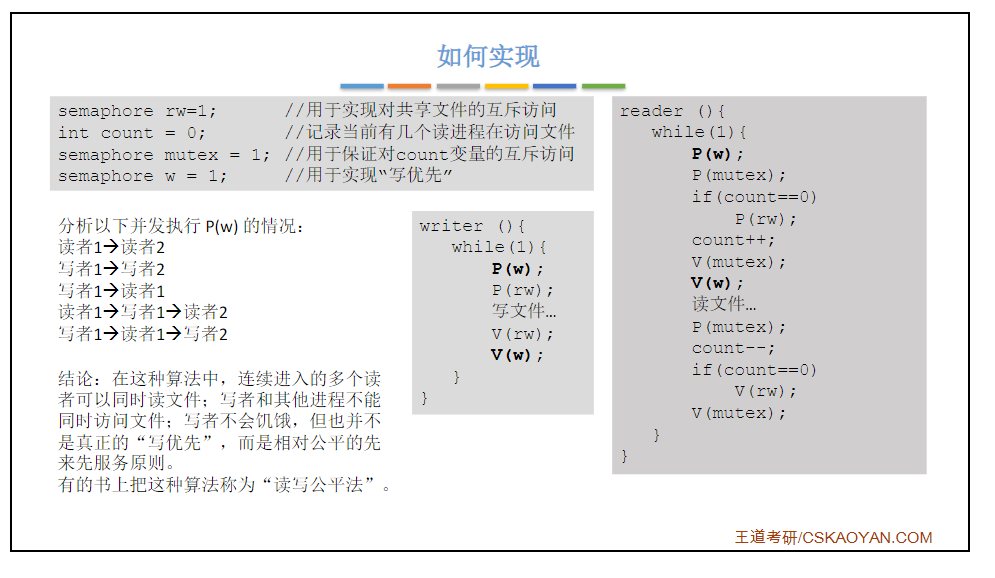 如何实现
semaphore rw=1; //用于实现对共享文件的互斥访问
int count = 0; //记录当前有几个读进程在访问文件
semaphore mutex = 1; //用于保证对count变量的互斥访问
semaphore w = 1; //用于实现“写优先”
分析以下并发执行 P(w) 的情况：
读者1→读者2
写者1→写者2
写者1→读者1
读者1→写者1→读者2
写者1→读者1→写者2
结论：在这种算法中，连续进入的多个读
者可以同时读文件；写者和其他进程不能
同时访问文件；写者不会饥饿，但也并不
是真正的“写优先”，而是相对公平的先
来先服务原则。
有的书上把这种算法称为“读写公平法”。
writer (){
while(1){
P(w);
P(rw);
写文件…
V(rw);
V(w);
}
}
reader (){
while(1){
P(w);
P(mutex);
if(count==0)
P(rw);
count++;
V(mutex);
V(w);
读文件…
P(mutex);
count--;
if(count==0)
V(rw);
V(mutex);
}
}
王道考研/CSKAOYAN.COM